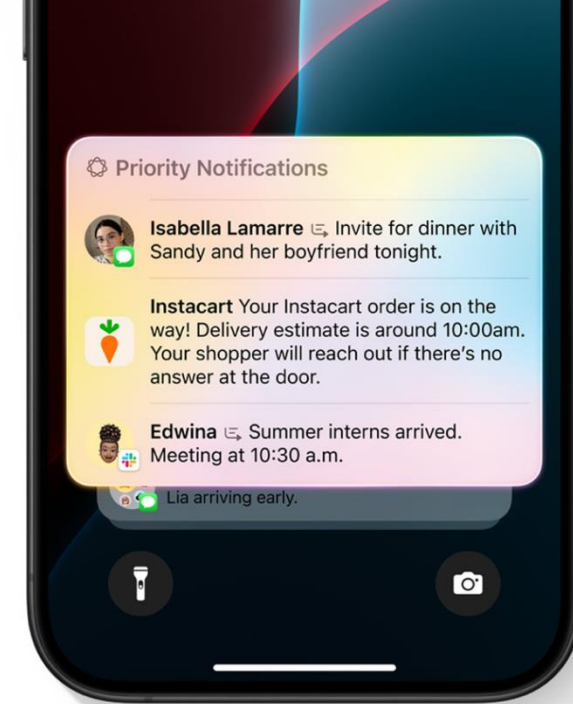 Priority Notifications
Isabella Lamarre Invite for dinner with
Sandy and her boyfriend tonight.
Instacart Your Instacart order is on the
way! Delivery estimate is around 10:00am.
Your shopper will reach out if there’s no
answer at the door.
Edwina Summer interns arrived.
Meeting at 10:30 a.m.
Lia arriving early.